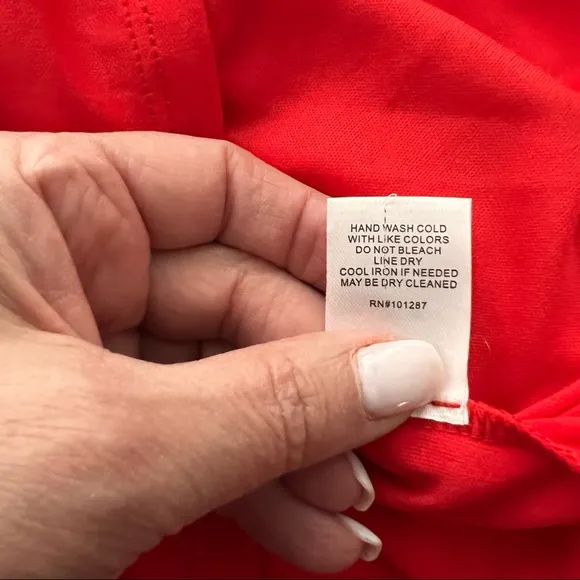 HAND WASH COLD
WITH LIKE COLORS
DO NOT BLEACH
LINE DRY
COOL IRON IF NEEDED
MAY BE DRY CLEANED
RN#101287